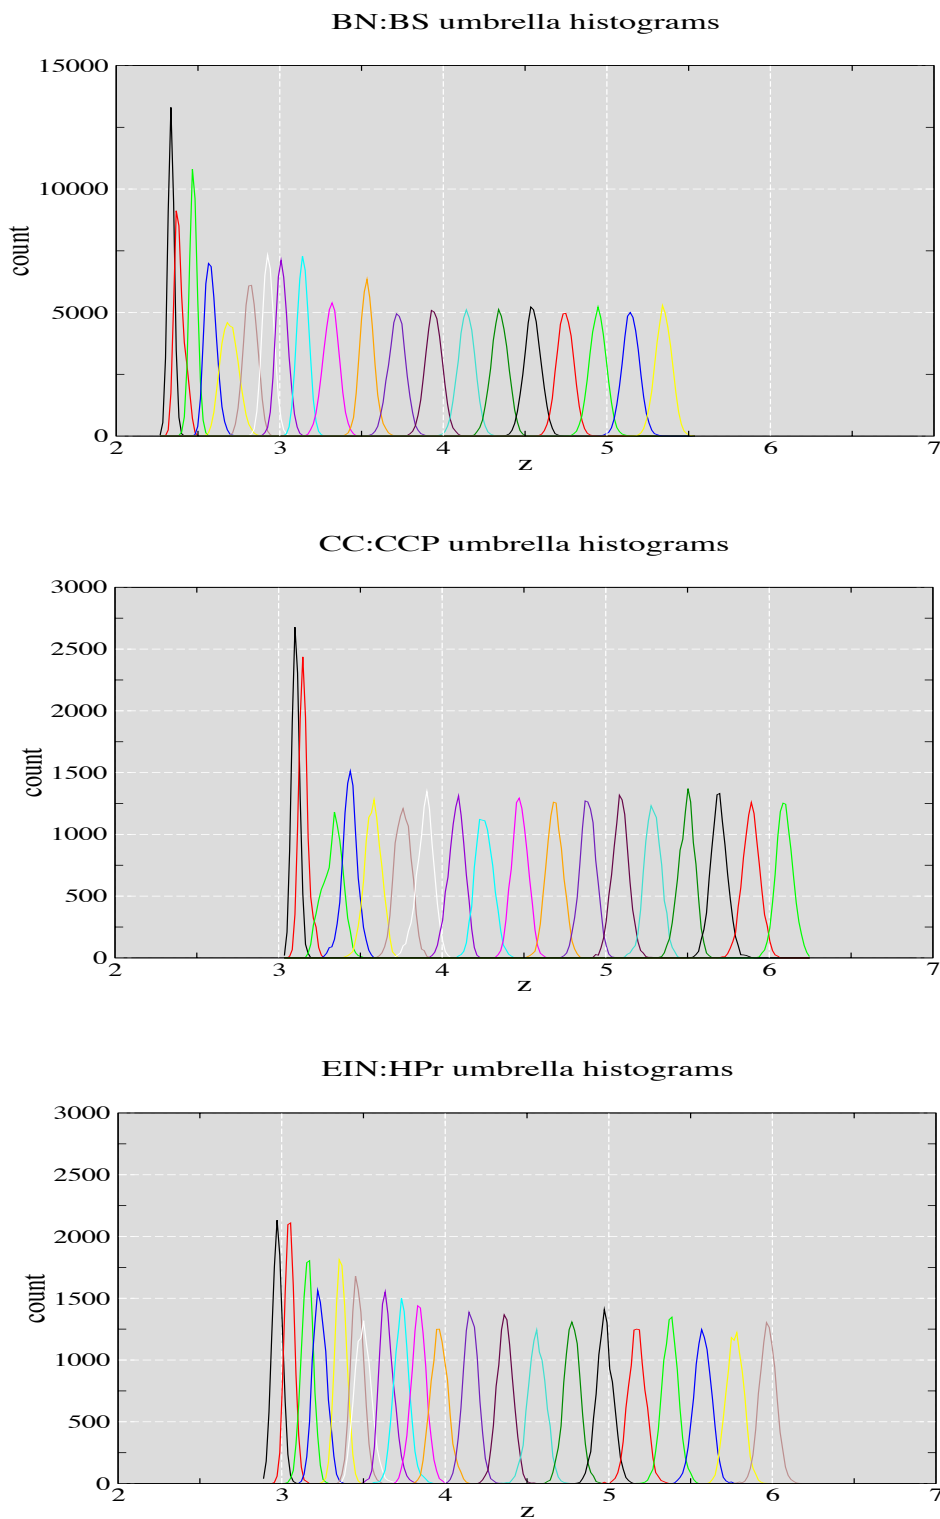 BN:BS umbrella histograms
15000
10000
5000
0
count
2 3 4 5 6 7
z
CC:CCP umbrella histograms
3000
2500
2000
1500
1000
500
0
count
2 3 4 5 6 7
z
EIN:HPr umbrella histograms
3000
2500
2000
1500
1000
500
0
count
2 3 4 5 6 7
z